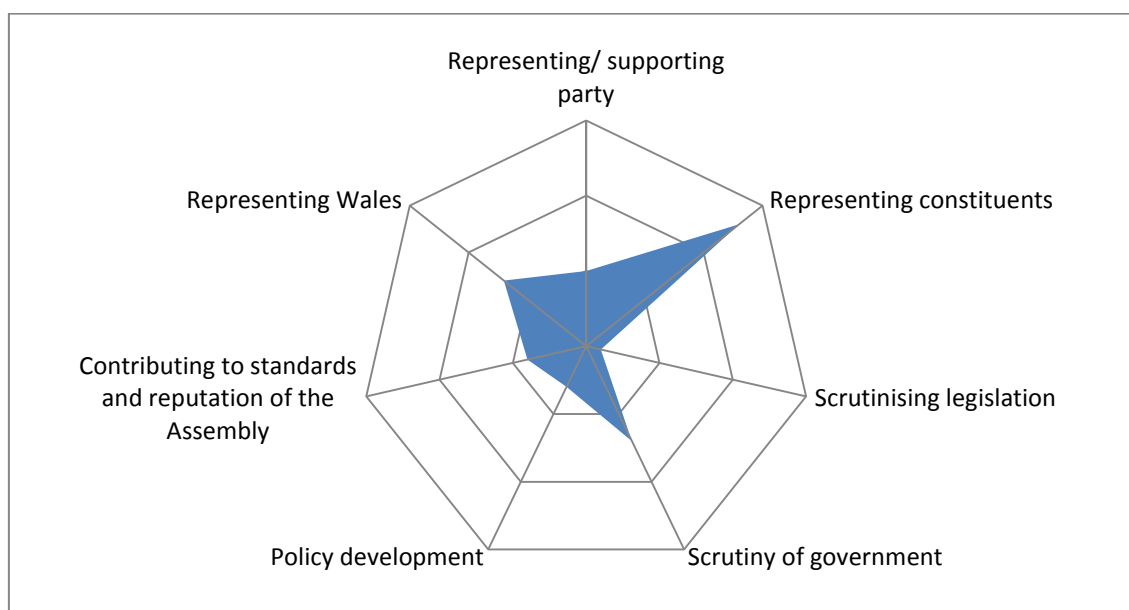 Representing/ supporting
party
Representing Wales
Representing constituents
Contributing to standards
and reputation of the
Assembly
Scrutinising legislation
Policy development
Scrutiny of government